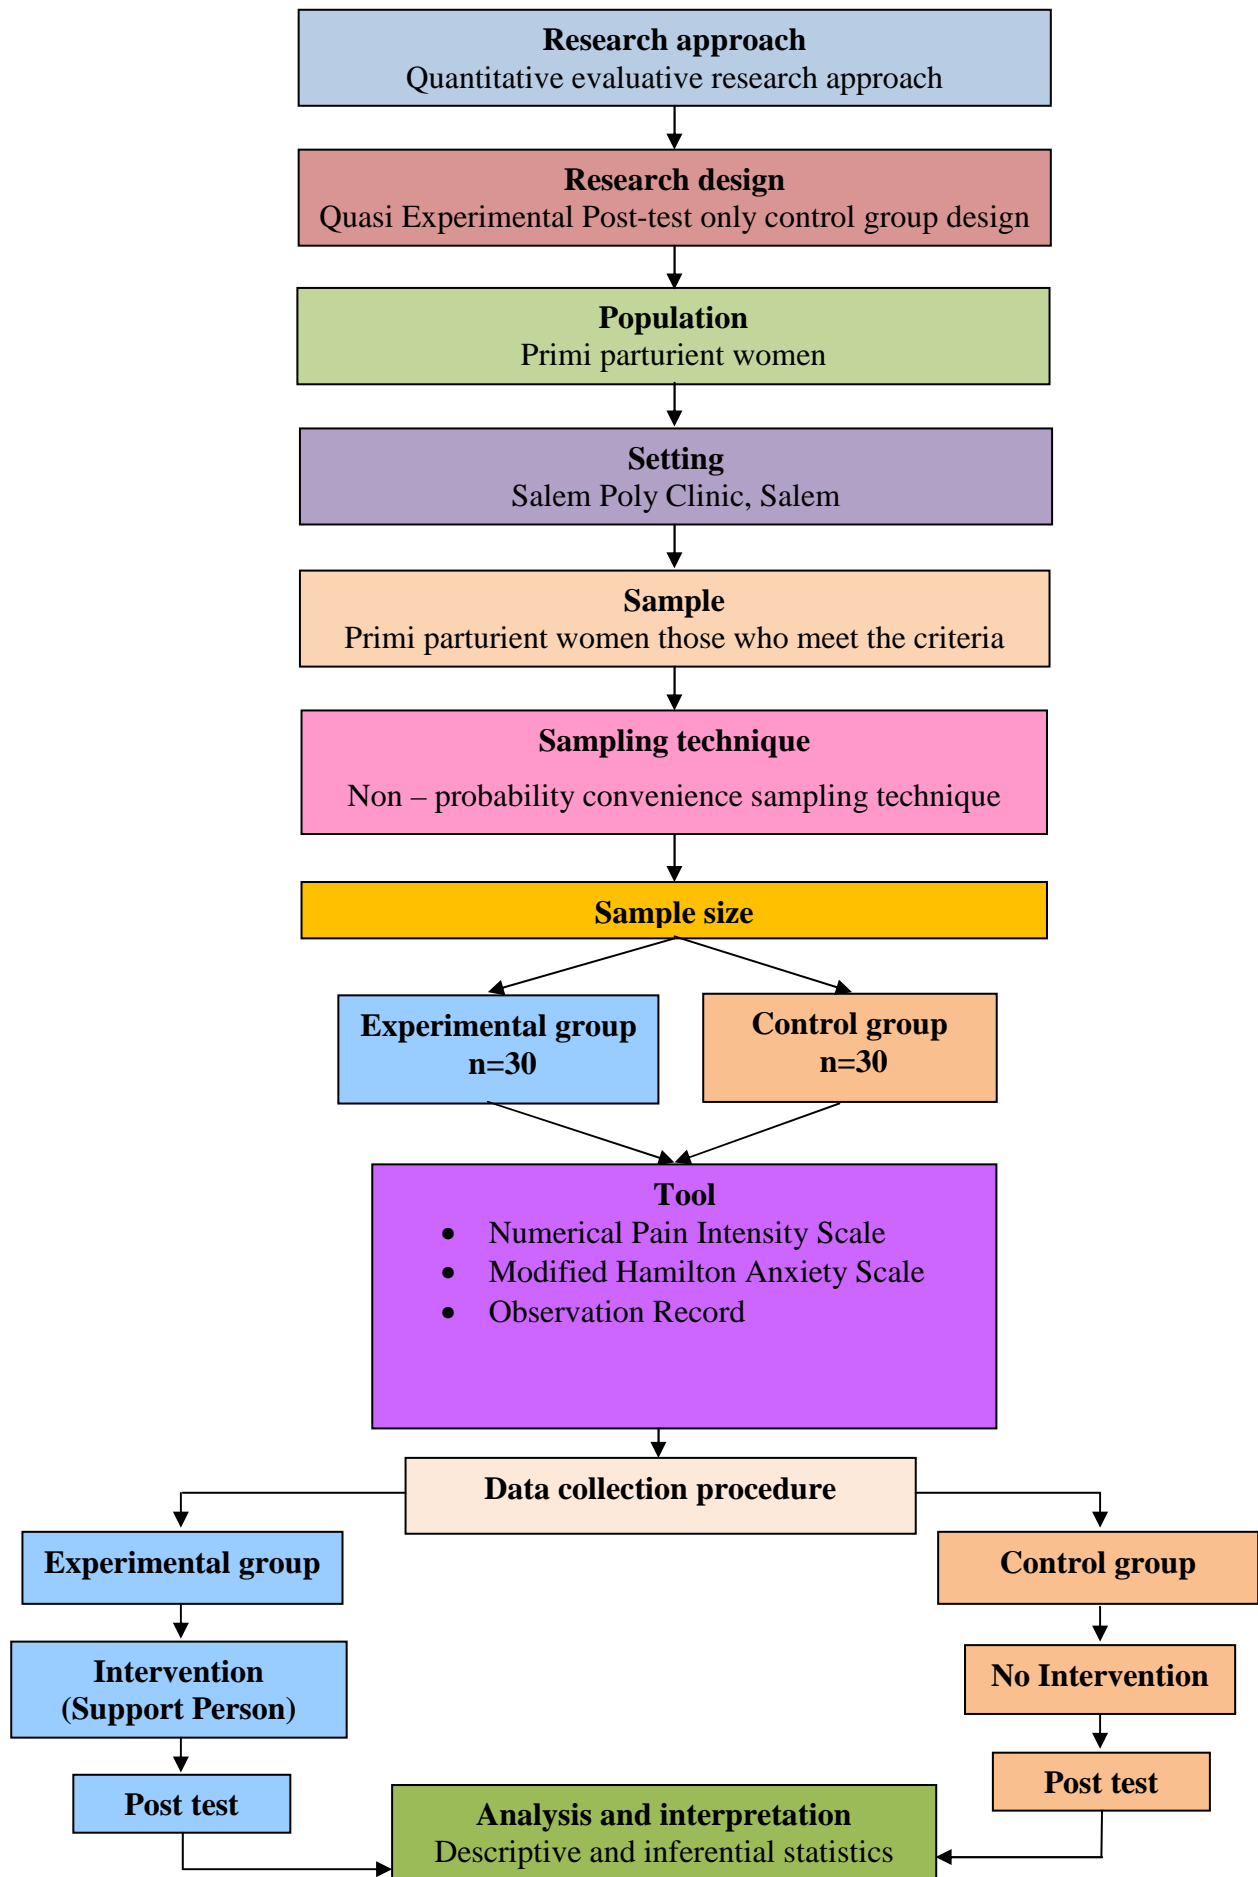 Research approach
Quantitative evaluative research approach
Research design
Quasi Experimental Post-test only control group design
Population
Primi parturient women
Setting
Salem Poly Clinic, Salem
Sample
Primi parturient women those who meet the criteria
Sampling technique
Non – probability convenience sampling technique
Sample size
Experimental group
n=30
Control group
n=30
Tool
• Numerical Pain Intensity Scale
• Modified Hamilton Anxiety Scale
• Observation Record
Data collection procedure
Experimental group
Control group
Intervention
(Support Person)
No Intervention
Post test
Post test
Analysis and interpretation
Descriptive and inferential statistics